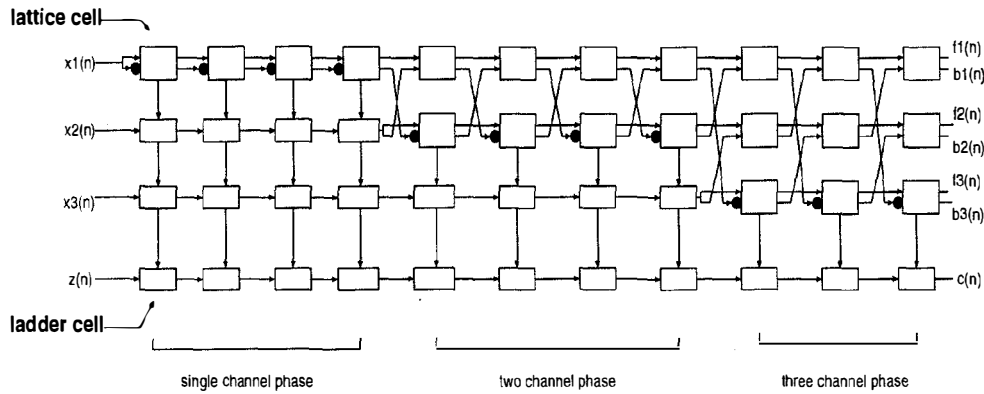 lattice cell
x1(n)
f1(n)
b1(n)
x2(n)
f2(n)
b2(n)
x3(n)
f3(n)
b3(n)
z(n)
c(n)
ladder cell
single channel phase
two channel phase
three channel phase